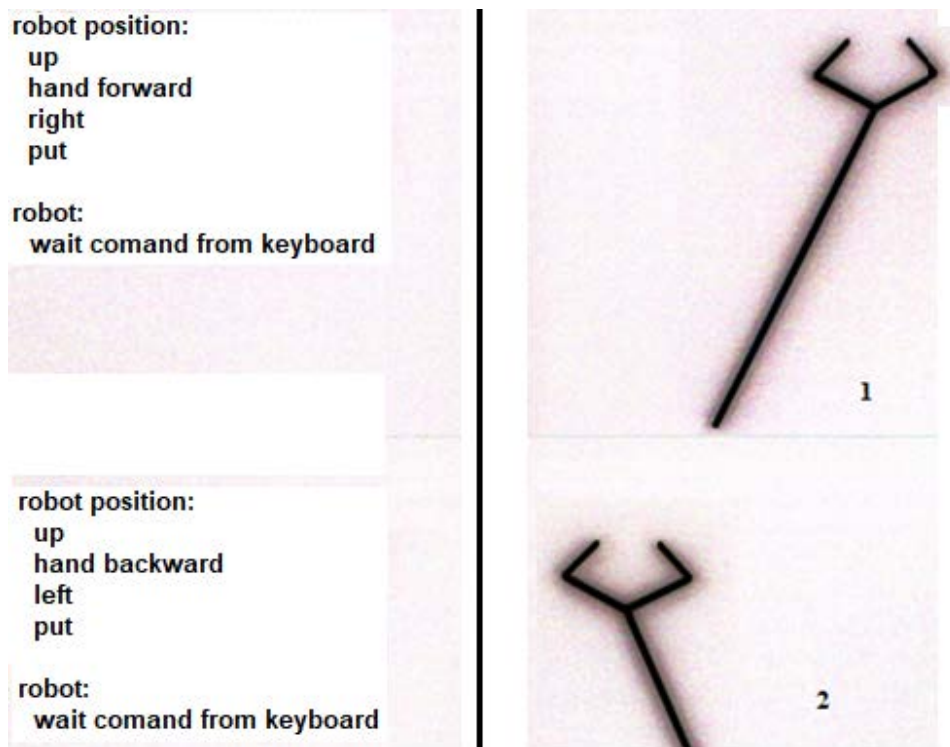 robot position:
up
hand forward
right
put
robot:
wait comand from keyboard
1
robot position:
up
hand backward
left
put
robot:
wait comand from keyboard
2